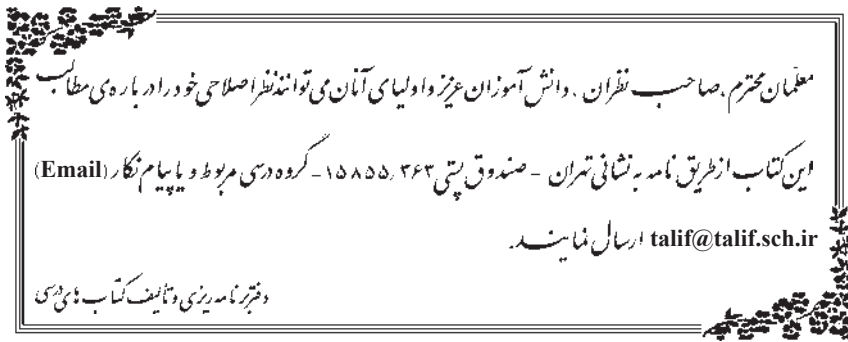 معلّمان محترم، صاحب نظران، دانش آموزان عزیز و اولیای آنان می توانند نظر اصلاحی خود را در باره ی مطالب
این کتاب از طریق نامه به نشانی تهران - صندوق پستی ۱۵۸۵۵/۳۶۳ - گروه درسی مربوط و یا پیام نگار (Email)
talif@talif.sch.ir ارسال نمایند.
دفتر برنامه ریزی و تألیف کتاب های درسی